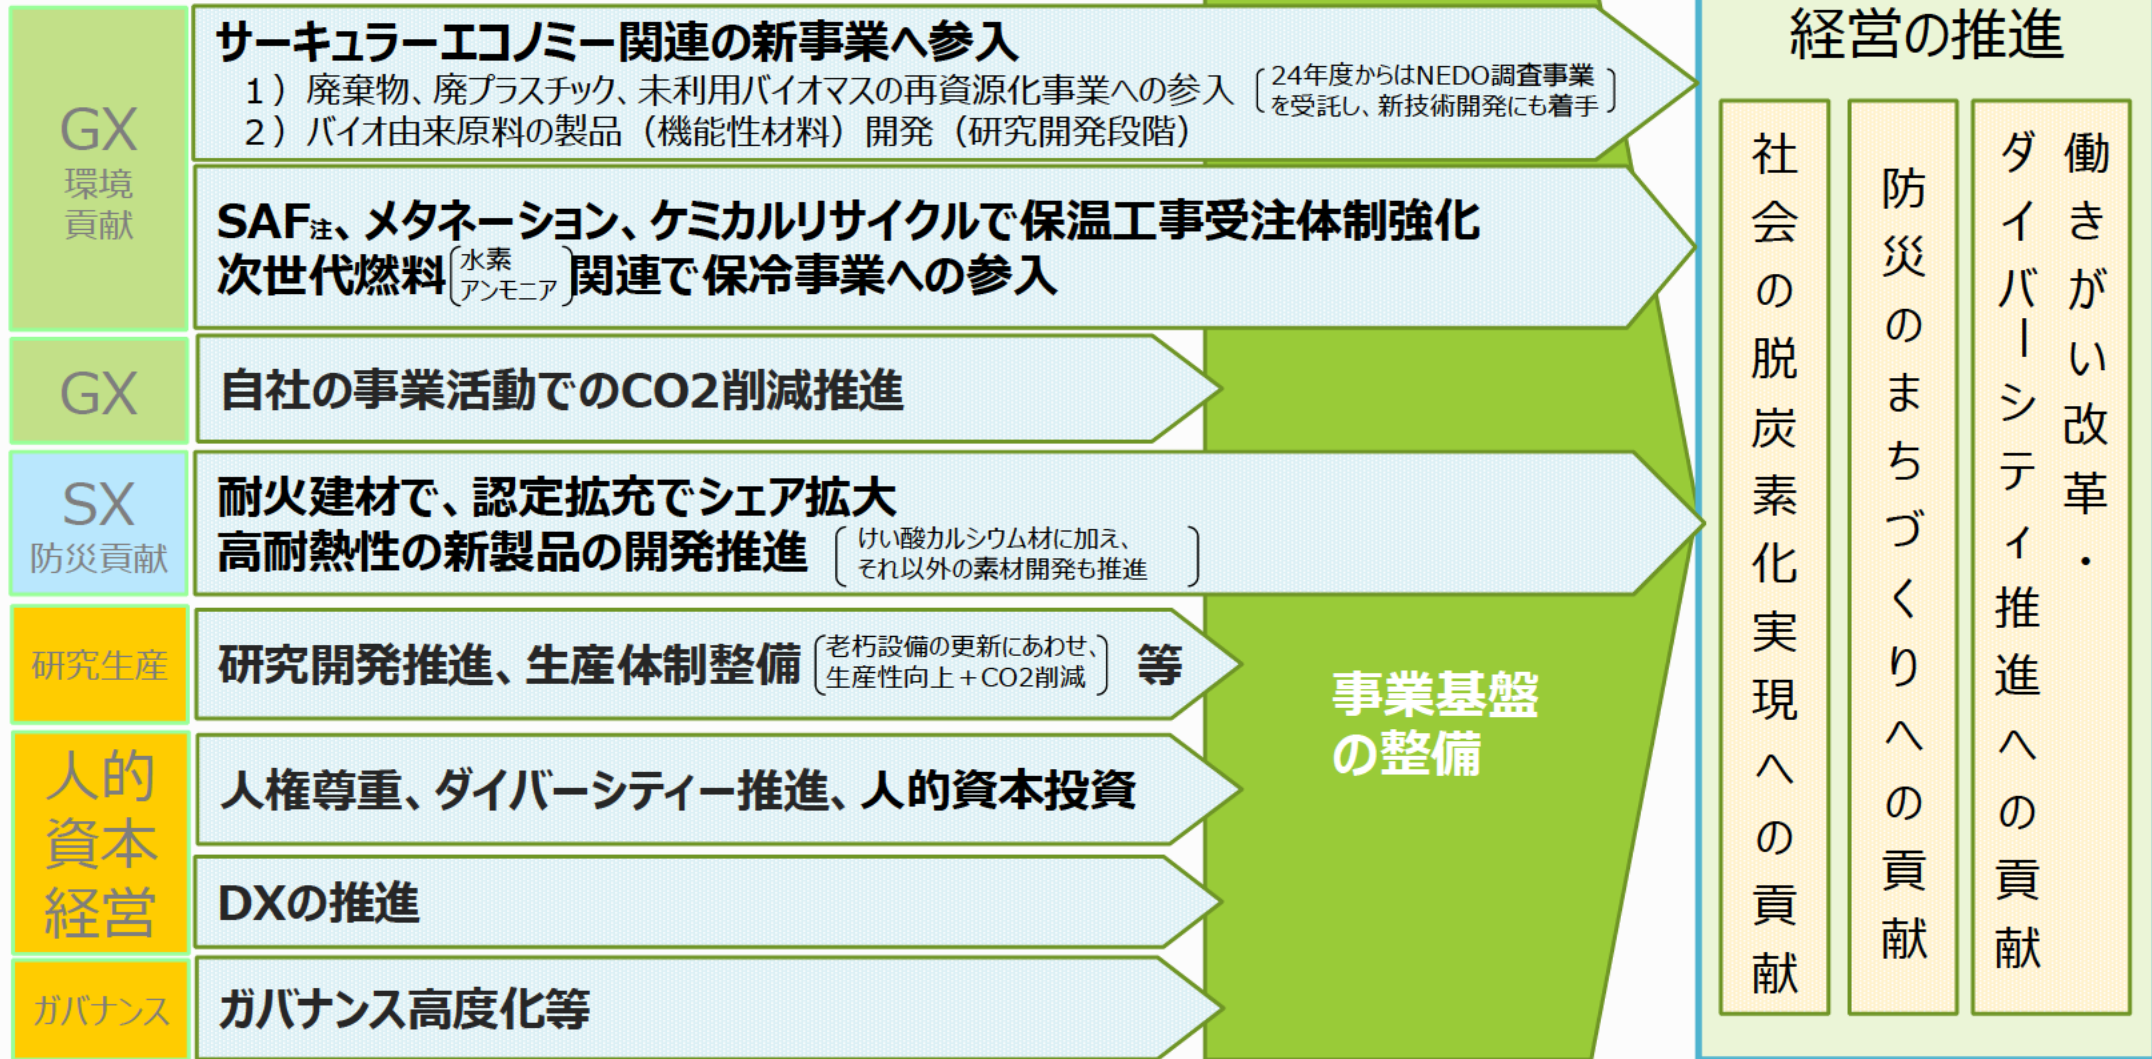 GX
環境
貢献
サーキュラーエコノミー関連の新事業へ参入
1）廃棄物、廃プラスチック、未利用バイオマスの再資源化事業への参入
24年度からはNEDO調査事業
を受託し、新技術開発にも着手
2）バイオ由来原料の製品（機能性材料）開発（研究開発段階）
SAF注、メタネーション、ケミカルリサイクルで保温工事受注体制強化
次世代燃料
水素
アンモニア
関連で保冷事業への参入
GX
自社の事業活動でのCO2削減推進
SX
防災貢献
耐火建材で、認定拡充でシェア拡大
高耐熱性の新製品の開発推進
けい酸カルシウム材に加え、
それ以外の素材開発も推進
研究生産
研究開発推進、生産体制整備
老朽設備の更新にあわせ、
生産性向上＋CO2削減
等
人的
資本
経営
人権尊重、ダイバーシティー推進、人的資本投資
DXの推進
ガバナンス
ガバナンス高度化等
事業基盤
の整備
経営の推進
社会の脱炭素化実現への貢献
防災のまちづくりへの貢献
働きがい改革・
ダイバーシティ推進への貢献